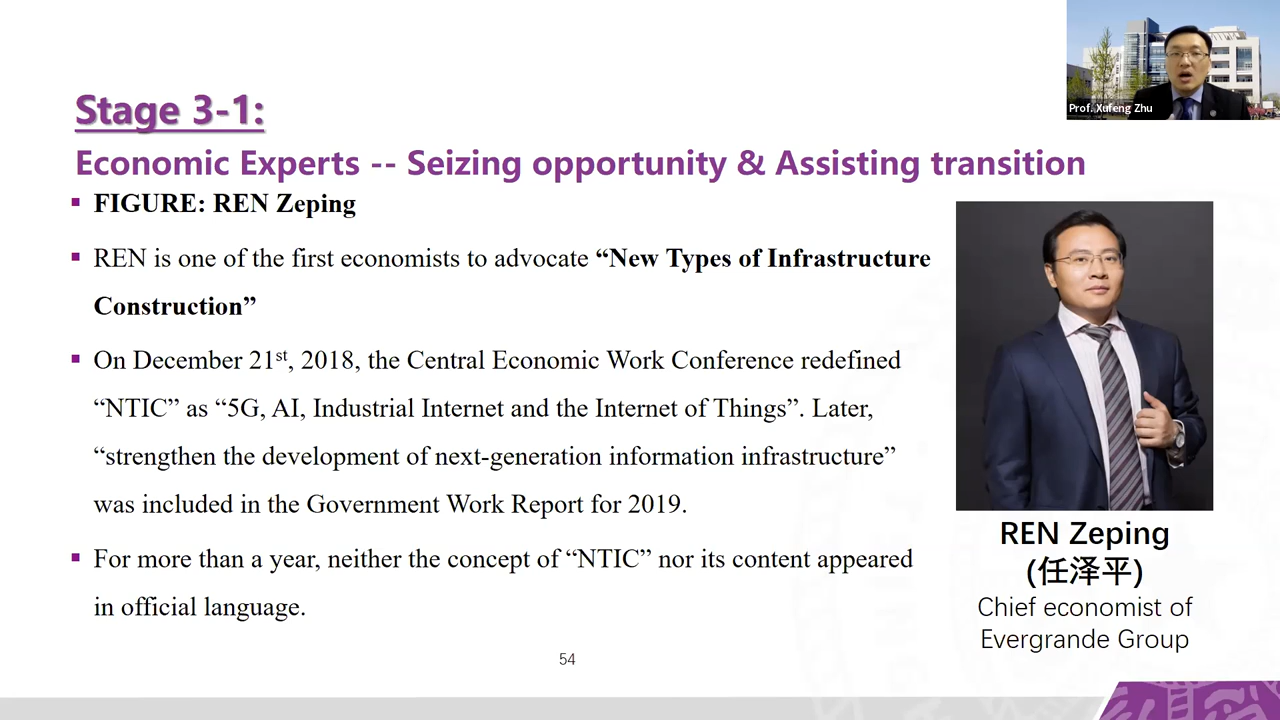 Prof. Xufeng Zhu
Stage 3-1:
Economic Experts -- Seizing opportunity & Assisting transition
FIGURE: REN Zeping
REN is one of the first economists to advocate “New Types of Infrastructure
Construction”
On December 21st, 2018, the Central Economic Work Conference redefined
“NTIC” as “5G, AI, Industrial Internet and the Internet of Things”. Later,
“strengthen the development of next-generation information infrastructure”
was included in the Government Work Report for 2019.
For more than a year, neither the concept of “NTIC” nor its content appeared
in official language.
REN Zeping
(任泽平)
Chief economist of
Evergrande Group
54